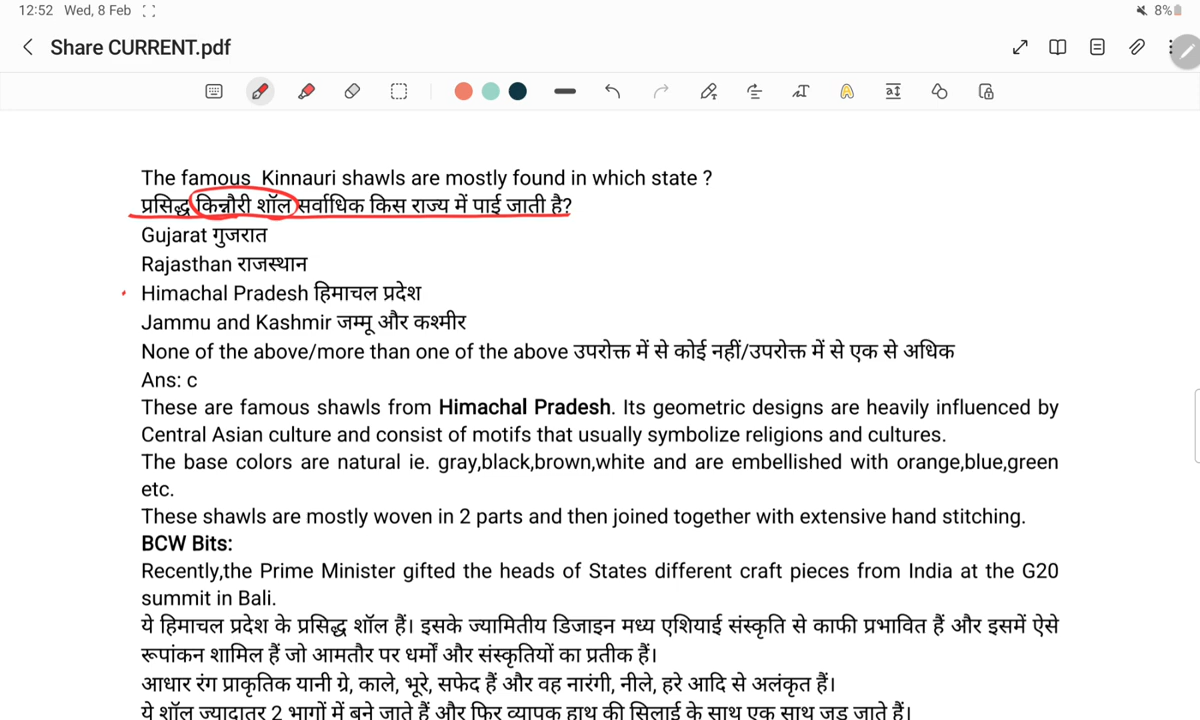 12:52 Wed, 8 Feb 8%
Share CURRENT.pdf
The famous Kinnauri shawls are mostly found in which state ?
प्रसिद्ध किन्नौरी शॉल सर्वाधिक किस राज्य में पाई जाती है?
Gujarat गुजरात
Rajasthan राजस्थान
Himachal Pradesh हिमाचल प्रदेश
Jammu and Kashmir जम्मू और कश्मीर
None of the above/more than one of the above उपरोक्त में से कोई नहीं/उपरोक्त में से एक से अधिक
Ans: c
These are famous shawls from Himachal Pradesh. Its geometric designs are heavily influenced by
Central Asian culture and consist of motifs that usually symbolize religions and cultures.
The base colors are natural ie. gray,black,brown,white and are embellished with orange,blue,green
etc.
These shawls are mostly woven in 2 parts and then joined together with extensive hand stitching.
BCW Bits:
Recently,the Prime Minister gifted the heads of States different craft pieces from India at the G20
summit in Bali.
ये हिमाचल प्रदेश के प्रसिद्ध शॉल हैं। इसके ज्यामितीय डिजाइन मध्य एशियाई संस्कृति से काफी प्रभावित हैं और इसमें ऐसे
रूपांकन शामिल हैं जो आमतौर पर धर्मों और संस्कृतियों का प्रतीक हैं।
आधार रंग प्राकृतिक यानी ग्रे, काले, भूरे, सफेद हैं और वह नारंगी, नीले, हरे आदि से अलंकृत हैं।
ये शॉल ज्यादातर 2 भागों में बुने जाते हैं और फिर व्यापक हाथ की सिलाई के साथ एक साथ जुड़ जाते हैं।